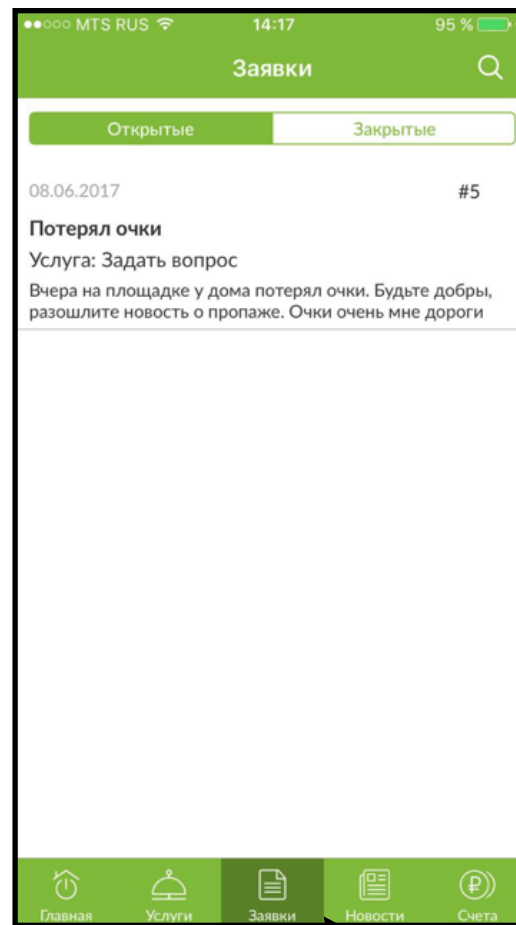 MTS RUS 14:17 95 %
Заявки
Открытые Закрытые
08.06.2017 #5
Потерял очки
Услуга: Задать вопрос
Вчера на площадке у дома потерял очки. Будьте добры,
разошлите новость о пропаже. Очки очень мне дороги
Главная Услуги Заявки Новости Счета